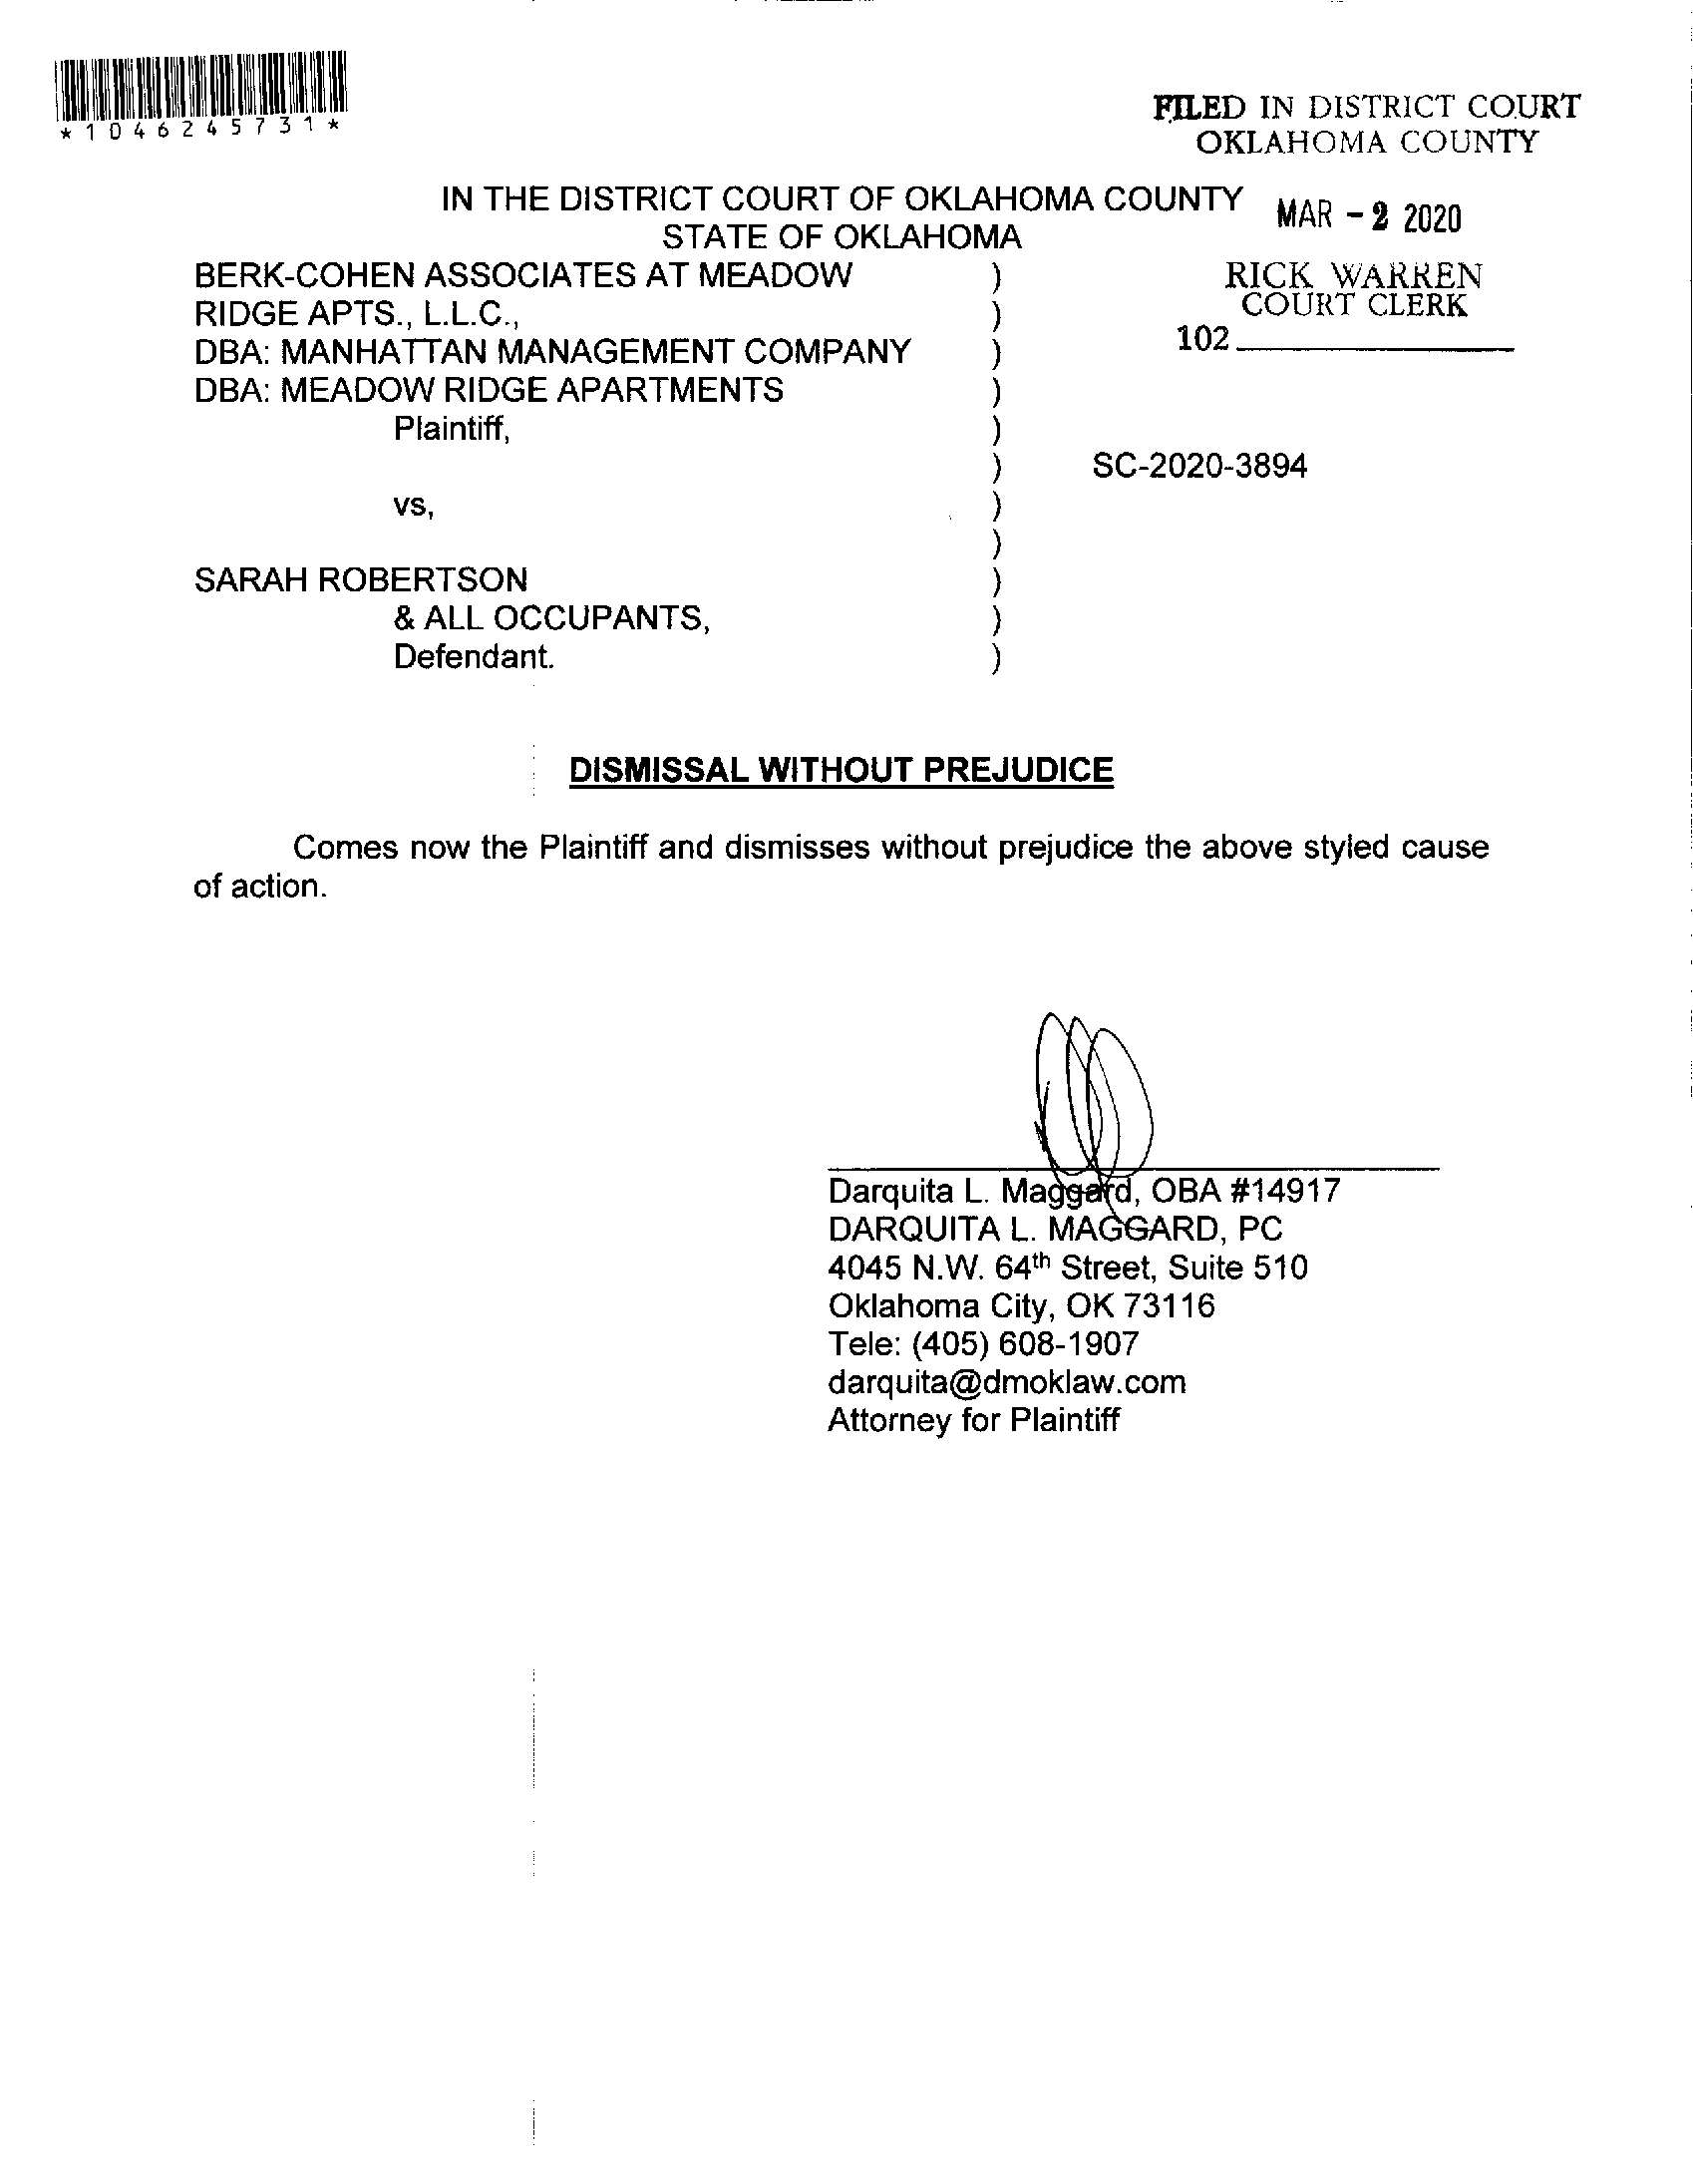 *1046245731*
FILED IN DISTRICT COURT
OKLAHOMA COUNTY
IN THE DISTRICT COURT OF OKLAHOMA COUNTY
MAR - 2 2020
STATE OF OKLAHOMA
BERK-COHEN ASSOCIATES AT MEADOW )
RICK WARREN
RIDGE APTS., L.L.C., )
COURT CLERK
102
DBA: MANHATTAN MANAGEMENT COMPANY )
DBA: MEADOW RIDGE APARTMENTS )
Plaintiff, )
) SC-2020-3894
vs, )
)
SARAH ROBERTSON )
& ALL OCCUPANTS, )
Defendant. )
DISMISSAL WITHOUT PREJUDICE
Comes now the Plaintiff and dismisses without prejudice the above styled cause
of action.
Darquita L. Maggard, OBA #14917
DARQUITA L. MAGGARD, PC
4045 N.W. 64th Street, Suite 510
Oklahoma City, OK 73116
Tele: (405) 608-1907
darquita@dmoklaw.com
Attorney for Plaintiff